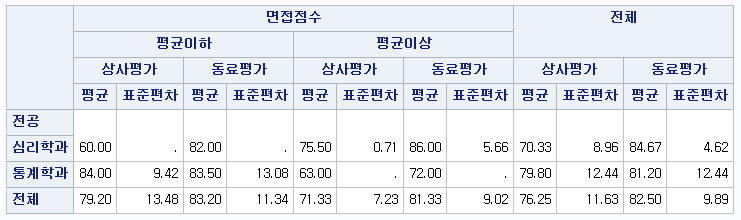 면접점수 전체
평균이하 평균이상
상사평가 동료평가 상사평가 동료평가 상사평가 동료평가
평균 표준편차 평균 표준편차 평균 표준편차 평균 표준편차 평균 표준편차 평균 표준편차
전공
심리학과 60.00 . 82.00 . 75.50 0.71 86.00 5.66 70.33 8.96 84.67 4.62
통계학과 84.00 9.42 83.50 13.08 63.00 . 72.00 . 79.80 12.44 81.20 12.44
전체 79.20 13.48 83.20 11.34 71.33 7.23 81.33 9.02 76.25 11.63 82.50 9.89